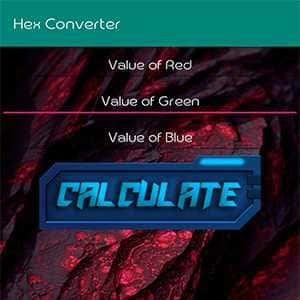 Hex Converter
Value of Red
Value of Green
Value of Blue
CALCULATE